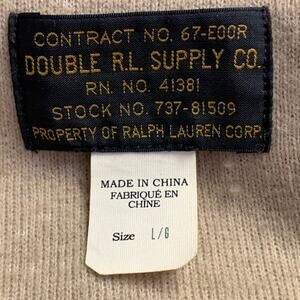 CONTRACT NO. 67-E00R
DOUBLE RL. SUPPLY CO.
RN. NO. 41381
STOCK NO. 737-81509
PROPERTY OF RALPH LAUREN CORP.
MADE IN CHINA
FABRIQUÉ EN
CHINE
Size L/G